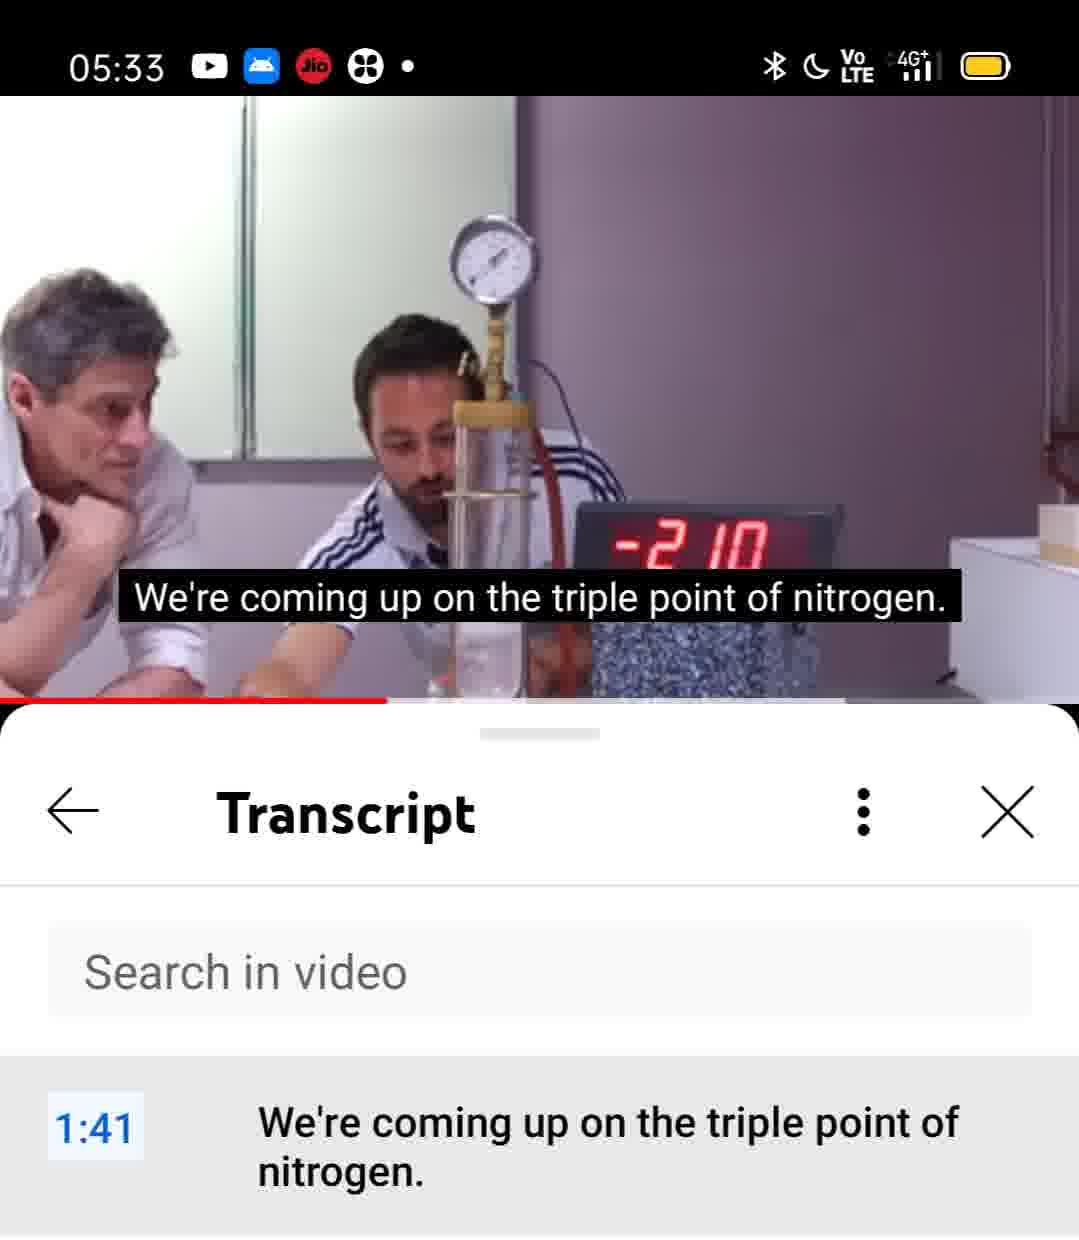 05:33
Jio
Vo
LTE
4G+
-210
We're coming up on the triple point of nitrogen.
Transcript
Search in video
1:41
We're coming up on the triple point of
nitrogen.